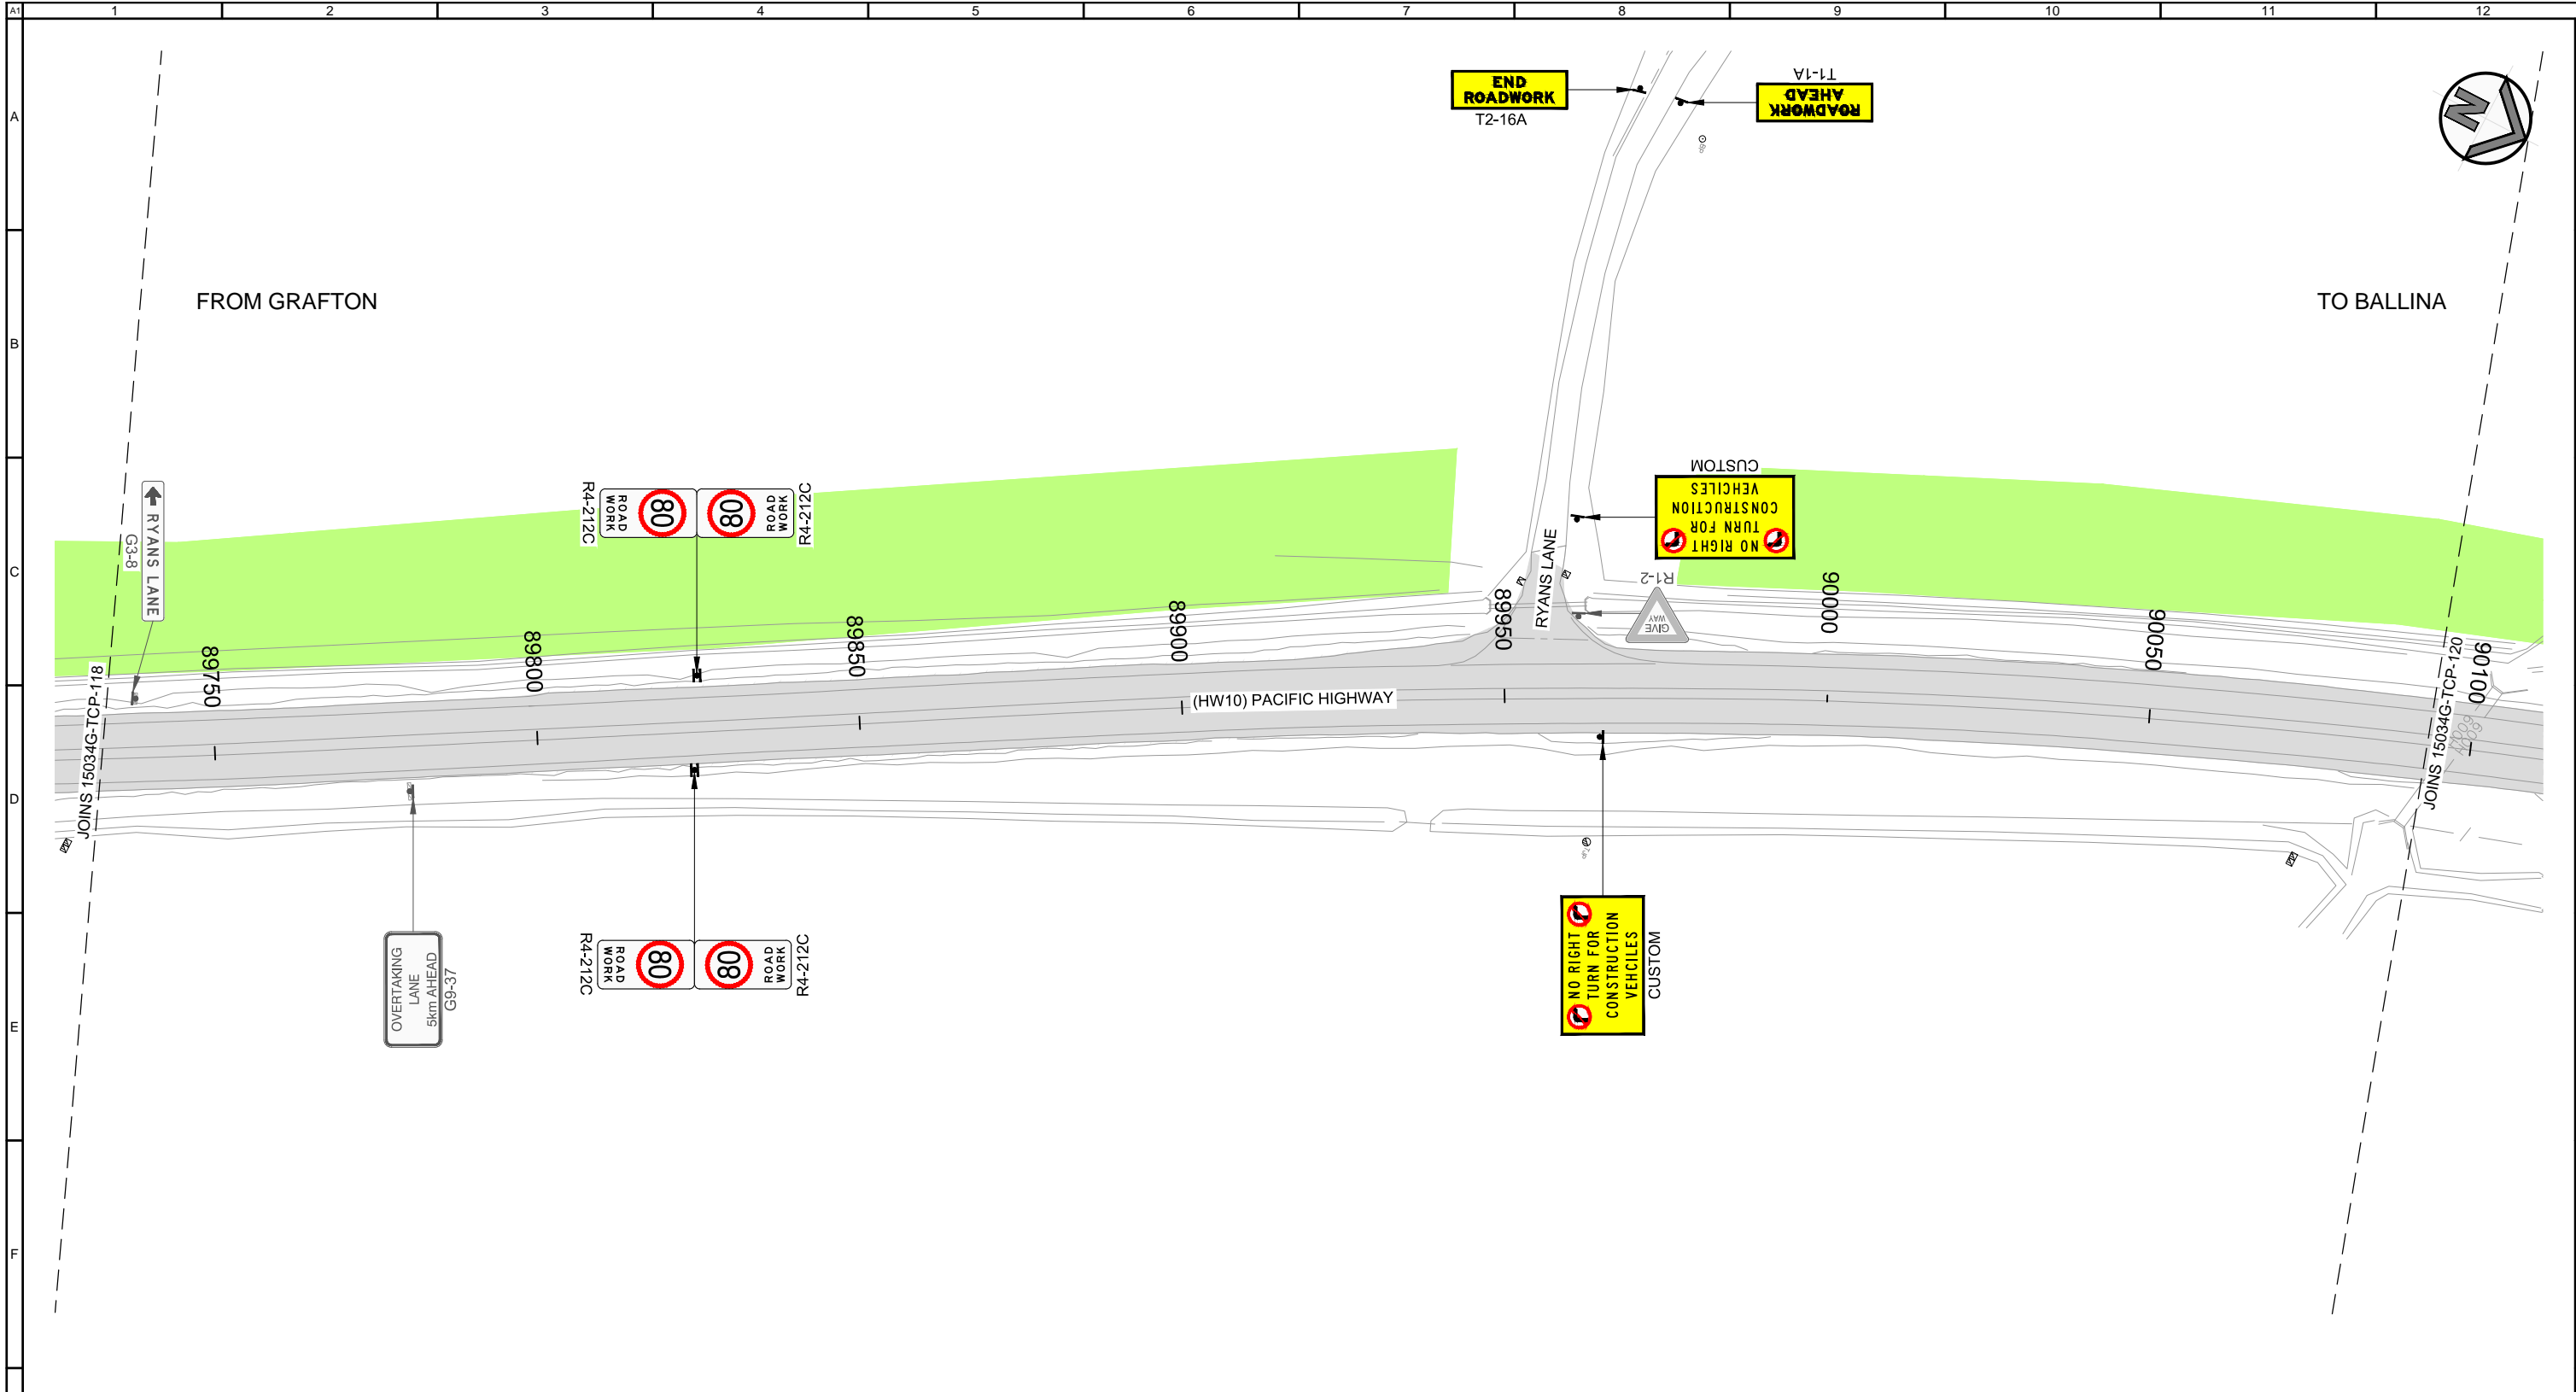 A1
1
2
3
4
5
6
7
8
9
10
11
12
A
B
C
D
E
F
END
ROADWORK
T2-16A
ROADWORK
AHEAD
T1-1A
N
FROM GRAFTON
TO BALLINA
RYANS LANE
G3-8
R4-212C
ROAD
WORK
80
80
ROAD
WORK
R4-212C
NO RIGHT
TURN FOR
CONSTRUCTION
VEHCILES
CUSTOM
RYANS LANE
GIVE
WAY
R1-2
89750
89800
89850
89900
89950
90000
90050
90100
(HW10) PACIFIC HIGHWAY
JOINS 15034G-TCP-118
JOINS 15034G-TCP-120
OVERTAKING
LANE
5km AHEAD
G9-37
R4-212C
ROAD
WORK
80
80
ROAD
WORK
R4-212C
NO RIGHT
TURN FOR
CONSTRUCTION
VEHCILES
CUSTOM